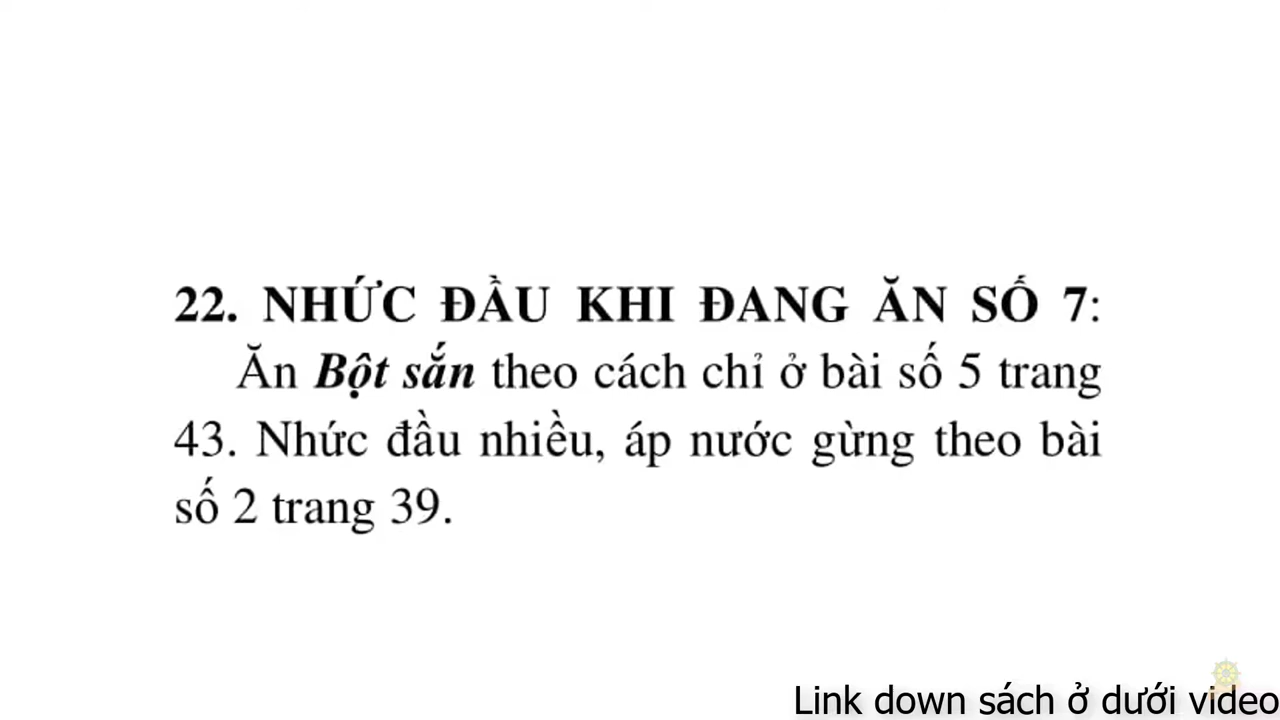 22. NHỨC ĐẦU KHI ĐANG ĂN SỐ 7:
Ăn Bột sắn theo cách chỉ ở bài số 5 trang
43. Nhức đầu nhiều, áp nước gừng theo bài
số 2 trang 39.
Link down sách ở dưới video